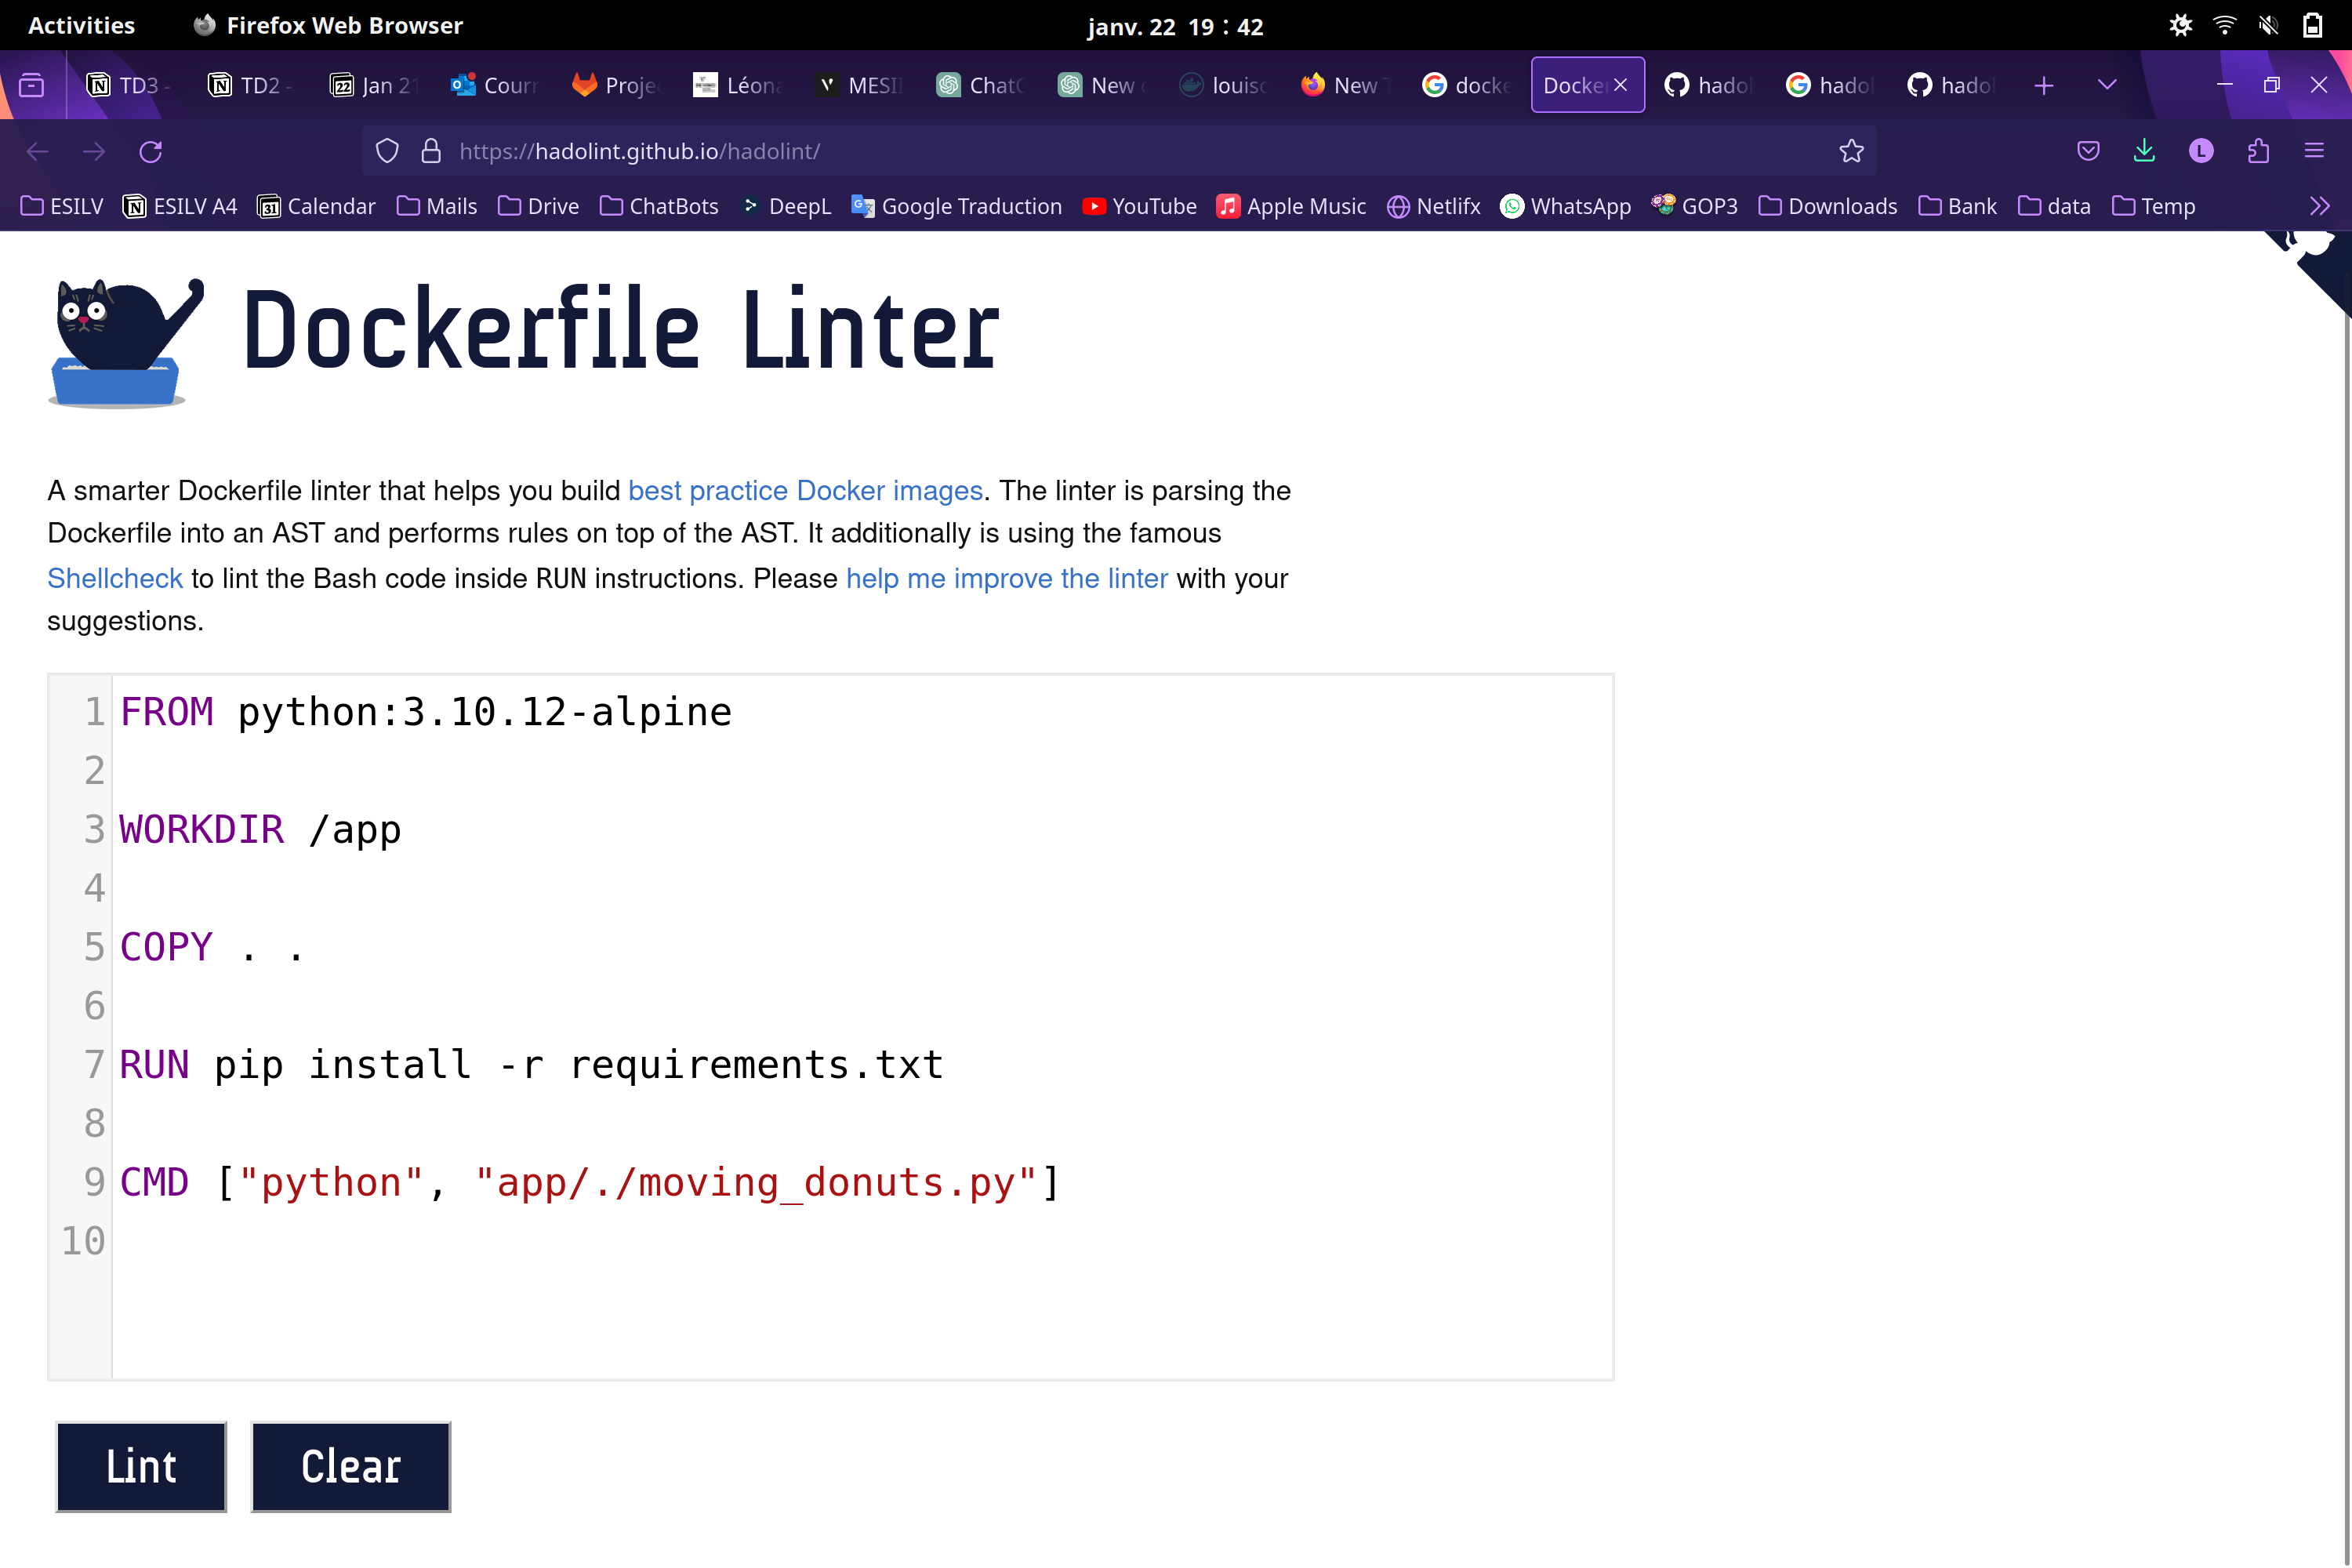 Activities Firefox Web Browser janv. 22 19 : 42
TD3 - TD2 - Jan 21 Courr Proje Léona MESII ChatG New c louisc New T docke Docker hadol hadol hadol
https://hadolint.github.io/hadolint/ L
ESILV ESILV A4 Calendar Mails Drive ChatBots DeepL Google Traduction YouTube Apple Music Netlifx WhatsApp GOP3 Downloads Bank data Temp
Dockerfile Linter
A smarter Dockerfile linter that helps you build best practice Docker images. The linter is parsing the
Dockerfile into an AST and performs rules on top of the AST. It additionally is using the famous
Shellcheck to lint the Bash code inside RUN instructions. Please help me improve the linter with your
suggestions.
1 FROM python:3.10.12-alpine
2
3 WORKDIR /app
4
5 COPY . .
6
7 RUN pip install -r requirements.txt
8
9 CMD ["python", "app/./moving_donuts.py"]
10
Lint Clear